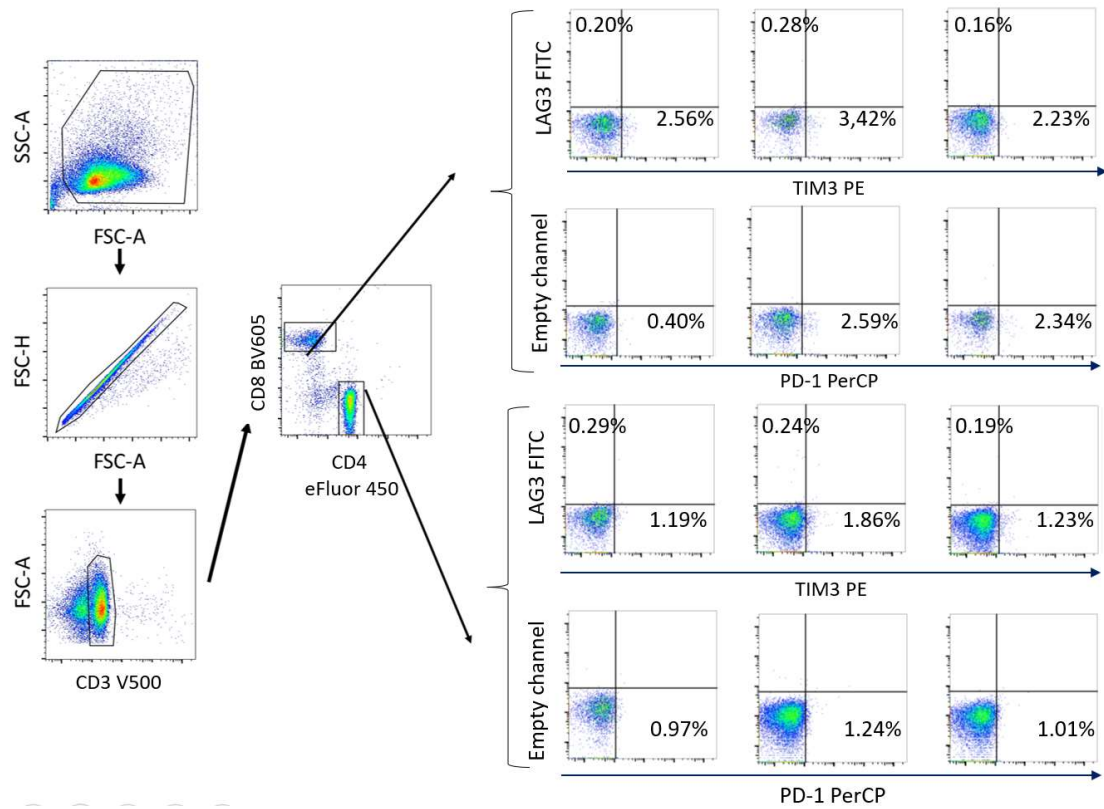 SSC-A
FSC-A
FSC-H
FSC-A
FSC-A
CD3 V500
CD8 BV605
CD4
eFluor 450
LAG3 FITC
0.20%
2.56%
0.28%
3,42%
0.16%
2.23%
TIM3 PE
Empty channel
0.40%
2.59%
2.34%
PD-1 PerCP
LAG3 FITC
0.29%
1.19%
0.24%
1.86%
0.19%
1.23%
TIM3 PE
Empty channel
0.97%
1.24%
1.01%
PD-1 PerCP